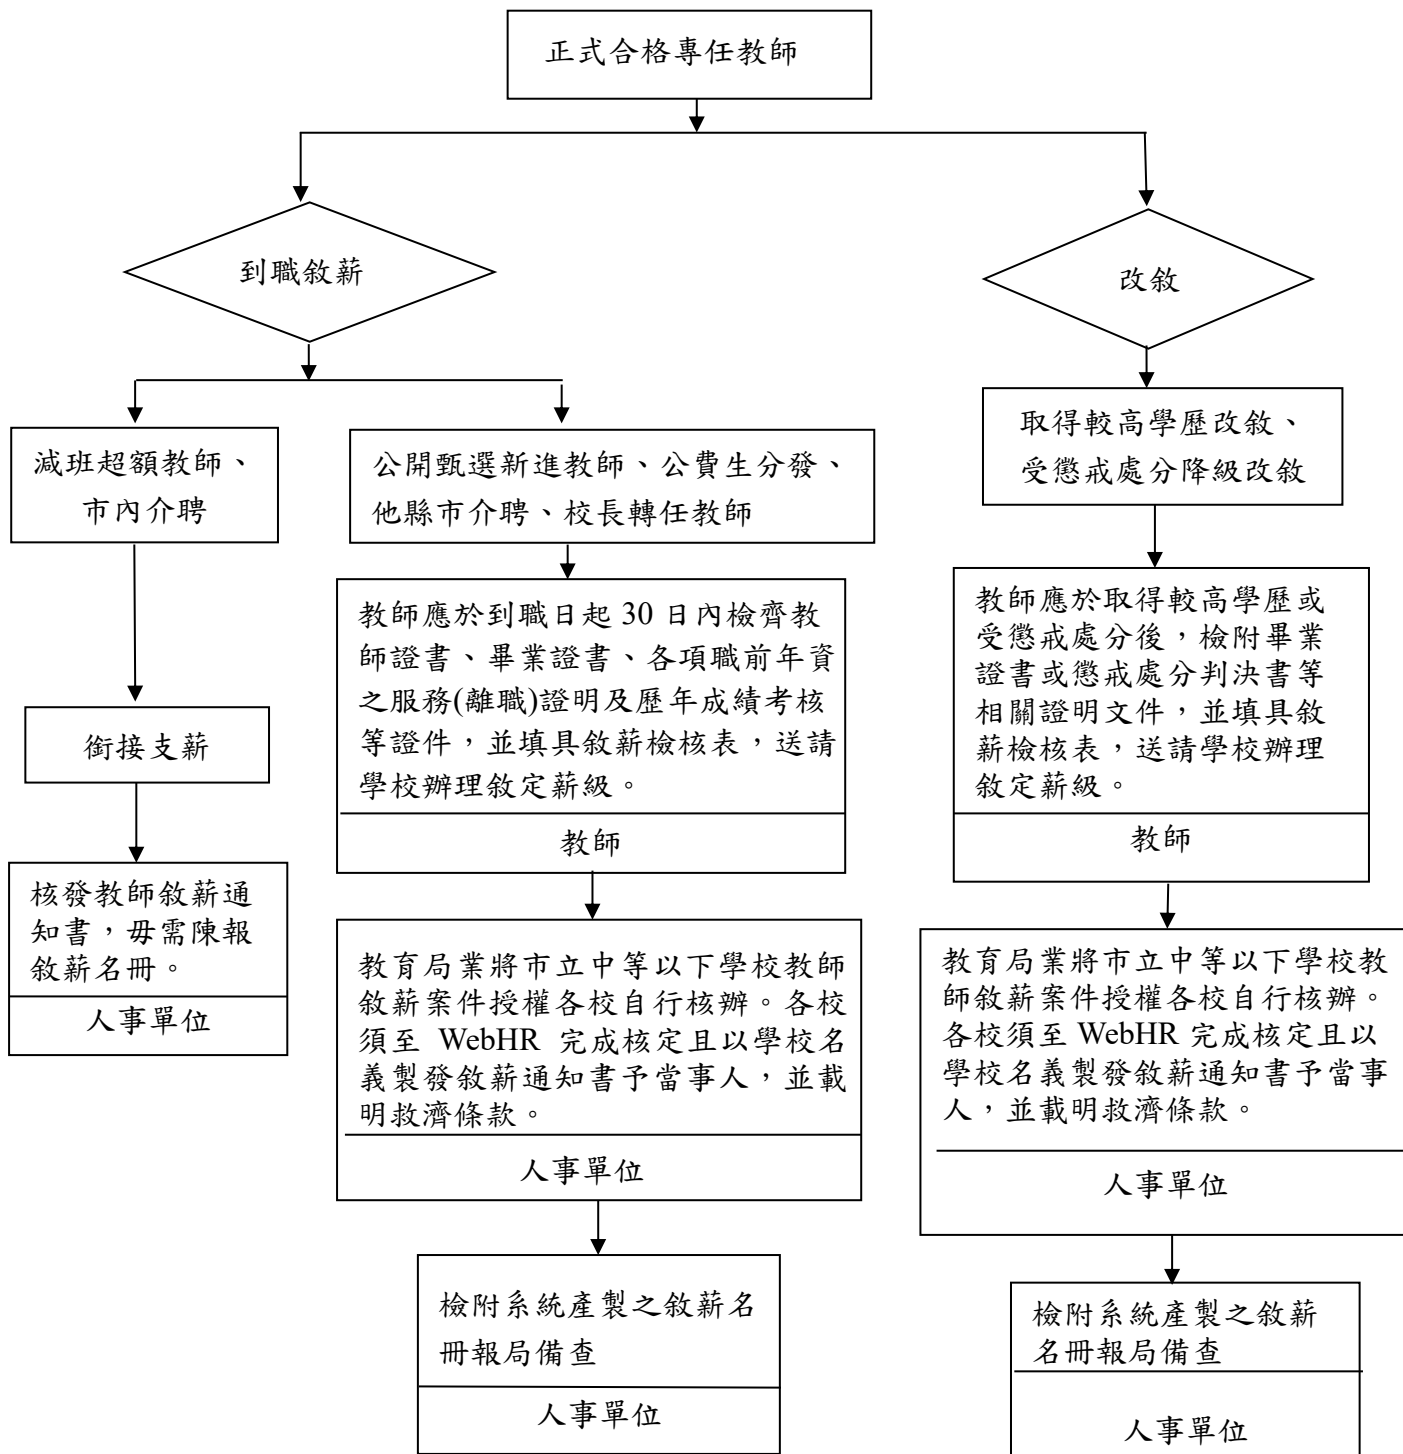 正式合格專任教師
到職敘薪
改敘
減班超額教師、
市內介聘
公開甄選新進教師、公費生分發、
他縣市介聘、校長轉任教師
取得較高學歷改敘、
受懲戒處分降級改敘
銜接支薪
教師應於到職日起 30 日內檢齊教
師證書、畢業證書、各項職前年資
之服務(離職)證明及歷年成績考核
等證件，並填具敘薪檢核表，送請
學校辦理敘定薪級。
教師
教師應於取得較高學歷或
受懲戒處分後，檢附畢業
證書或懲戒處分判決書等
相關證明文件，並填具敘
薪檢核表，送請學校辦理
敘定薪級。
教師
核發教師敘薪通
知書，毋需陳報
敘薪名冊。
人事單位
教育局業將市立中等以下學校教師
敘薪案件授權各校自行核辦。各校
須至 WebHR 完成核定且以學校名
義製發敘薪通知書予當事人，並載
明救濟條款。
人事單位
教育局業將市立中等以下學校教
師敘薪案件授權各校自行核辦。
各校須至 WebHR 完成核定且以
學校名義製發敘薪通知書予當事
人，並載明救濟條款。
人事單位
檢附系統產製之敘薪名
冊報局備查
人事單位
檢附系統產製之敘薪
名冊報局備查
人事單位